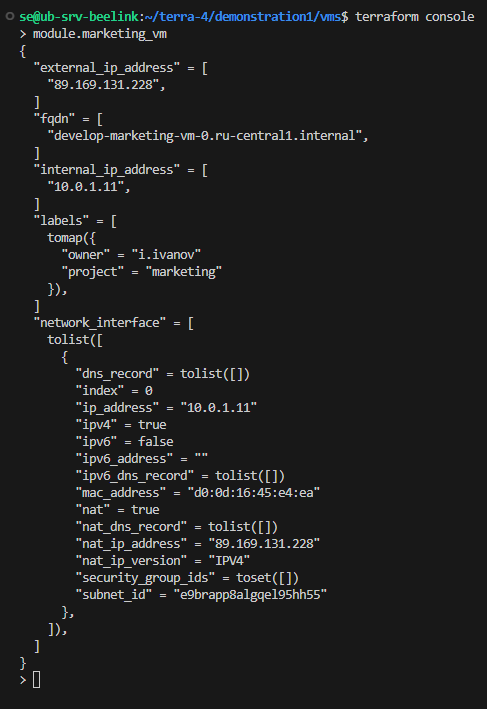 se@ub-srv-beelink:~/terra-4/demonstration1/vms$ terraform console
> module.marketing_vm
{
  "external_ip_address" = [
    "89.169.131.228",
  ]
  "fqdn" = [
    "develop-marketing-vm-0.ru-central1.internal",
  ]
  "internal_ip_address" = [
    "10.0.1.11",
  ]
  "labels" = [
    tomap({
      "owner" = "i.ivanov"
      "project" = "marketing"
    }),
  ]
  "network_interface" = [
    tolist([
      {
        "dns_record" = tolist([])
        "index" = 0
        "ip_address" = "10.0.1.11"
        "ipv4" = true
        "ipv6" = false
        "ipv6_address" = ""
        "ipv6_dns_record" = tolist([])
        "mac_address" = "d0:0d:16:45:e4:ea"
        "nat" = true
        "nat_dns_record" = tolist([])
        "nat_ip_address" = "89.169.131.228"
        "nat_ip_version" = "IPV4"
        "security_group_ids" = toset([])
        "subnet_id" = "e9brapp8algqel95hh55"
      },
    ]),
  ]
}
>